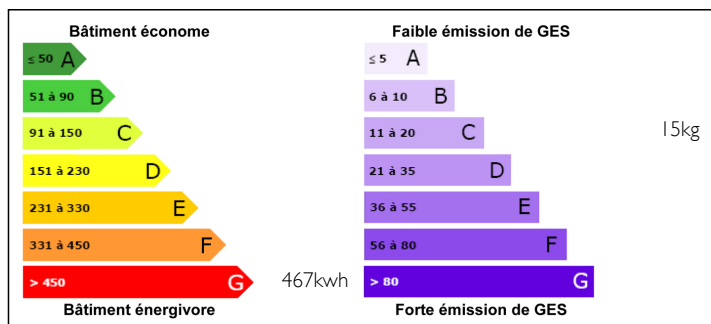 Bâtiment économe
≤ 50 A
51 à 90 B
91 à 150 C
151 à 230 D
231 à 330 E
331 à 450 F
> 450 G
467kwh
Bâtiment énergivore
Faible émission de GES
≤ 5 A
6 à 10 B
11 à 20 C
15kg
21 à 35 D
36 à 55 E
56 à 80 F
> 80 G
Forte émission de GES